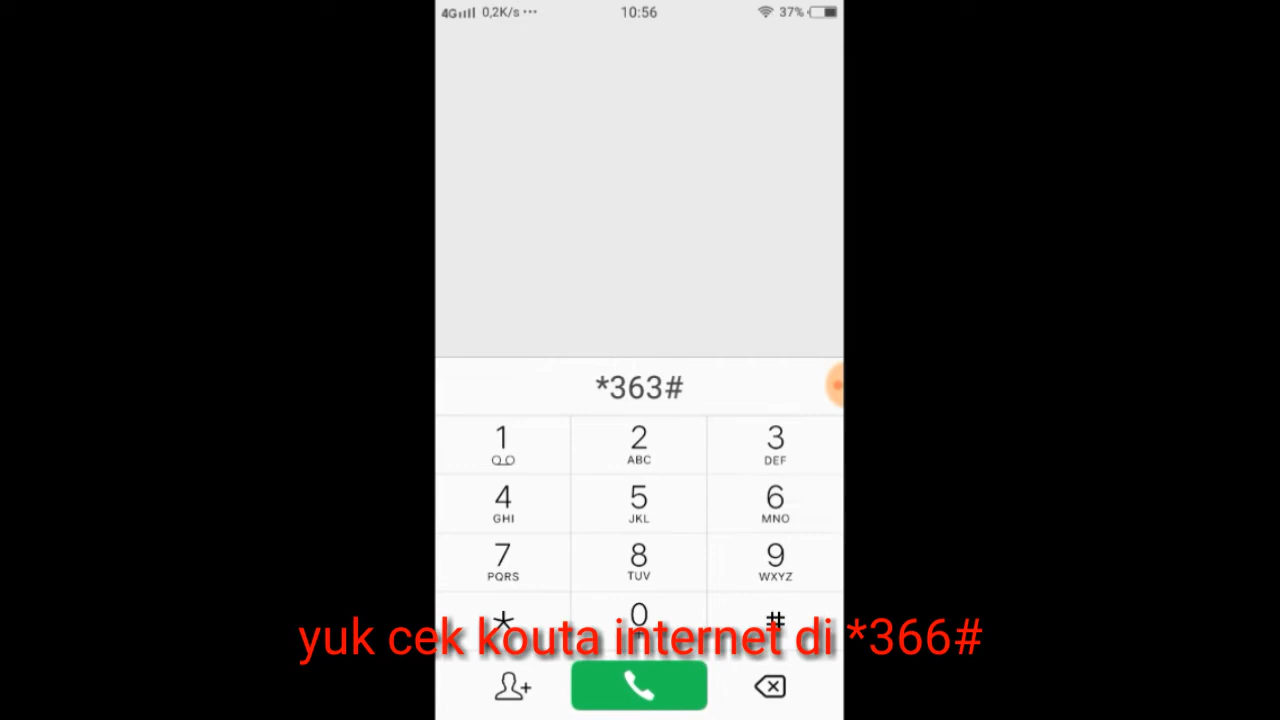 4G 0,2K/s ... 10:56 37%
*363#
1 2 3
ABC DEF
4 5 6
GHI JKL MNO
7 8 9
PQRS TUV WXYZ
* 0 #
yuk cek kouta internet di *366#